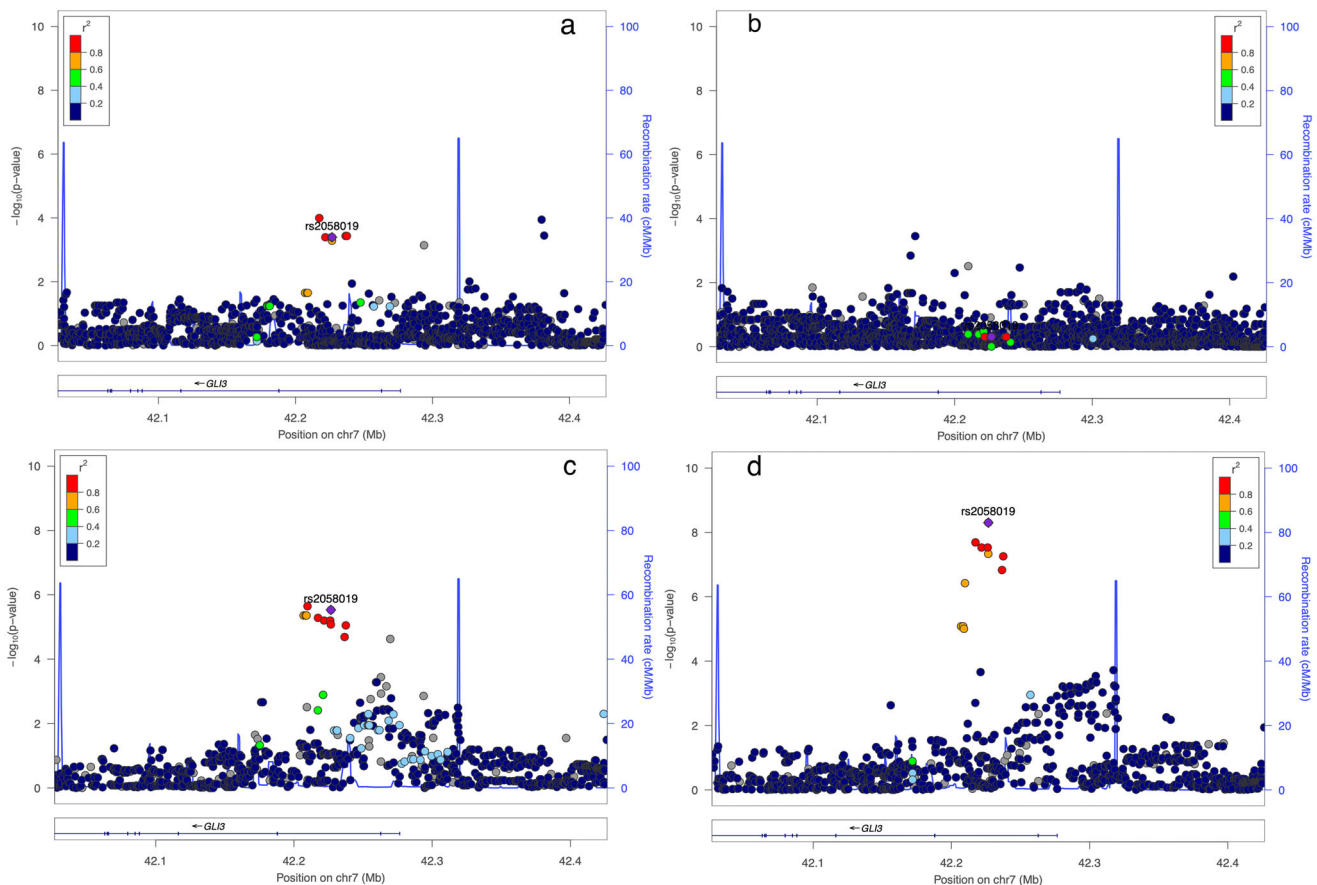 a
r²
0.8
0.6
0.4
0.2
10
8
6
4
2
0
−log₁₀(p−value)
100
80
60
40
20
0
Recombination rate (cM/Mb)
rs2058019
←GLI3
42.1 42.2 42.3 42.4
Position on chr7 (Mb)
b
r²
0.8
0.6
0.4
0.2
10
8
6
4
2
0
−log₁₀(p−value)
100
80
60
40
20
0
Recombination rate (cM/Mb)
←GLI3
42.1 42.2 42.3 42.4
Position on chr7 (Mb)
c
r²
0.8
0.6
0.4
0.2
10
8
6
4
2
0
−log₁₀(p−value)
100
80
60
40
20
0
Recombination rate (cM/Mb)
rs2058019
←GLI3
42.1 42.2 42.3 42.4
Position on chr7 (Mb)
d
r²
0.8
0.6
0.4
0.2
10
8
6
4
2
0
−log₁₀(p−value)
100
80
60
40
20
0
Recombination rate (cM/Mb)
rs2058019
←GLI3
42.1 42.2 42.3 42.4
Position on chr7 (Mb)